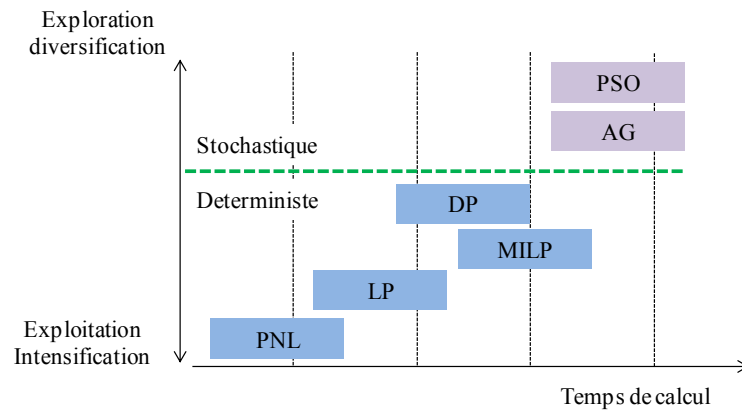 Exploration
diversification
PSO
AG
Stochastique
Deterministe
DP
MILP
LP
PNL
Exploitation
Intensification
Temps de calcul